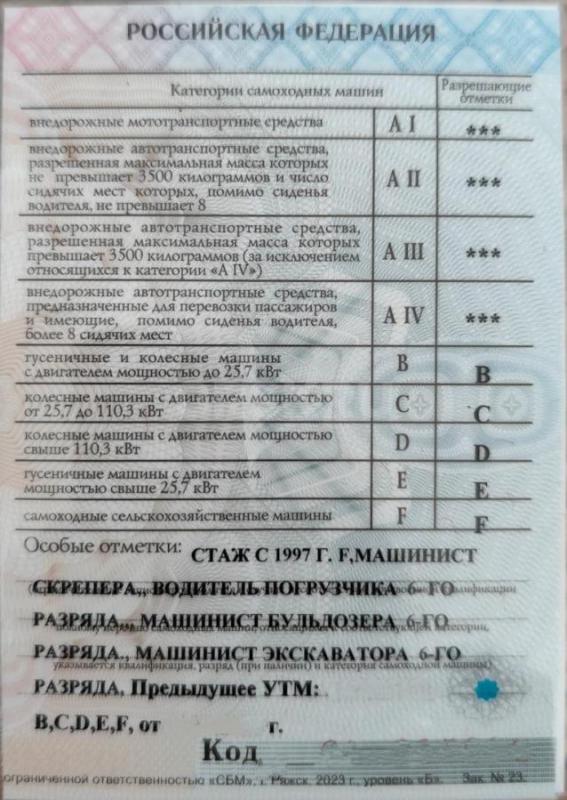 РОССИЙСКАЯ ФЕДЕРАЦИЯ
Категории самоходных машин
Разрешающие отметки
внедорожные мототранспортные средства
А I
***
внедорожные автотранспортные средства,
разрешенная максимальная масса которых
не превышает 3500 килограммов и число
сидячих мест которых, помимо сиденья
водителя, не превышает 8
А II
***
внедорожные автотранспортные средства,
разрешенная максимальная масса которых
превышает 3500 килограммов (за исключением
относящихся к категории «А IV»)
А III
***
внедорожные автотранспортные средства,
предназначенные для перевозки пассажиров
и имеющие, помимо сиденья водителя,
более 8 сидячих мест
А IV
***
гусеничные и колесные машины
с двигателем мощностью до 25,7 кВт
B
B
колесные машины с двигателем мощностью
от 25,7 до 110,3 кВт
C
C
колесные машины с двигателем мощностью
свыше 110,3 кВт
D
D
гусеничные машины с двигателем
мощностью свыше 25,7 кВт
E
E
самоходные сельскохозяйственные машины
F
F
Особые отметки: СТАЖ С 1997 Г. F,МАШИНИСТ
СКРЕПЕРА,, ВОДИТЕЛЬ ПОГРУЗЧИКА 6-ГО
РАЗРЯДА,., МАШИНИСТ БУЛЬДОЗЕРА 6-ГО
РАЗРЯДА., МАШИНИСТ ЭКСКАВАТОРА 6-ГО
указывается квалификация, разряд (при наличии) и категория самоходной машины)
РАЗРЯДА, Предыдущее УТМ:
B,C,D,E,F, от г.
Код
ограниченной ответственностью «СБМ», г. Ряжск. 2023 г., уровень «Б». Зак. № 23.